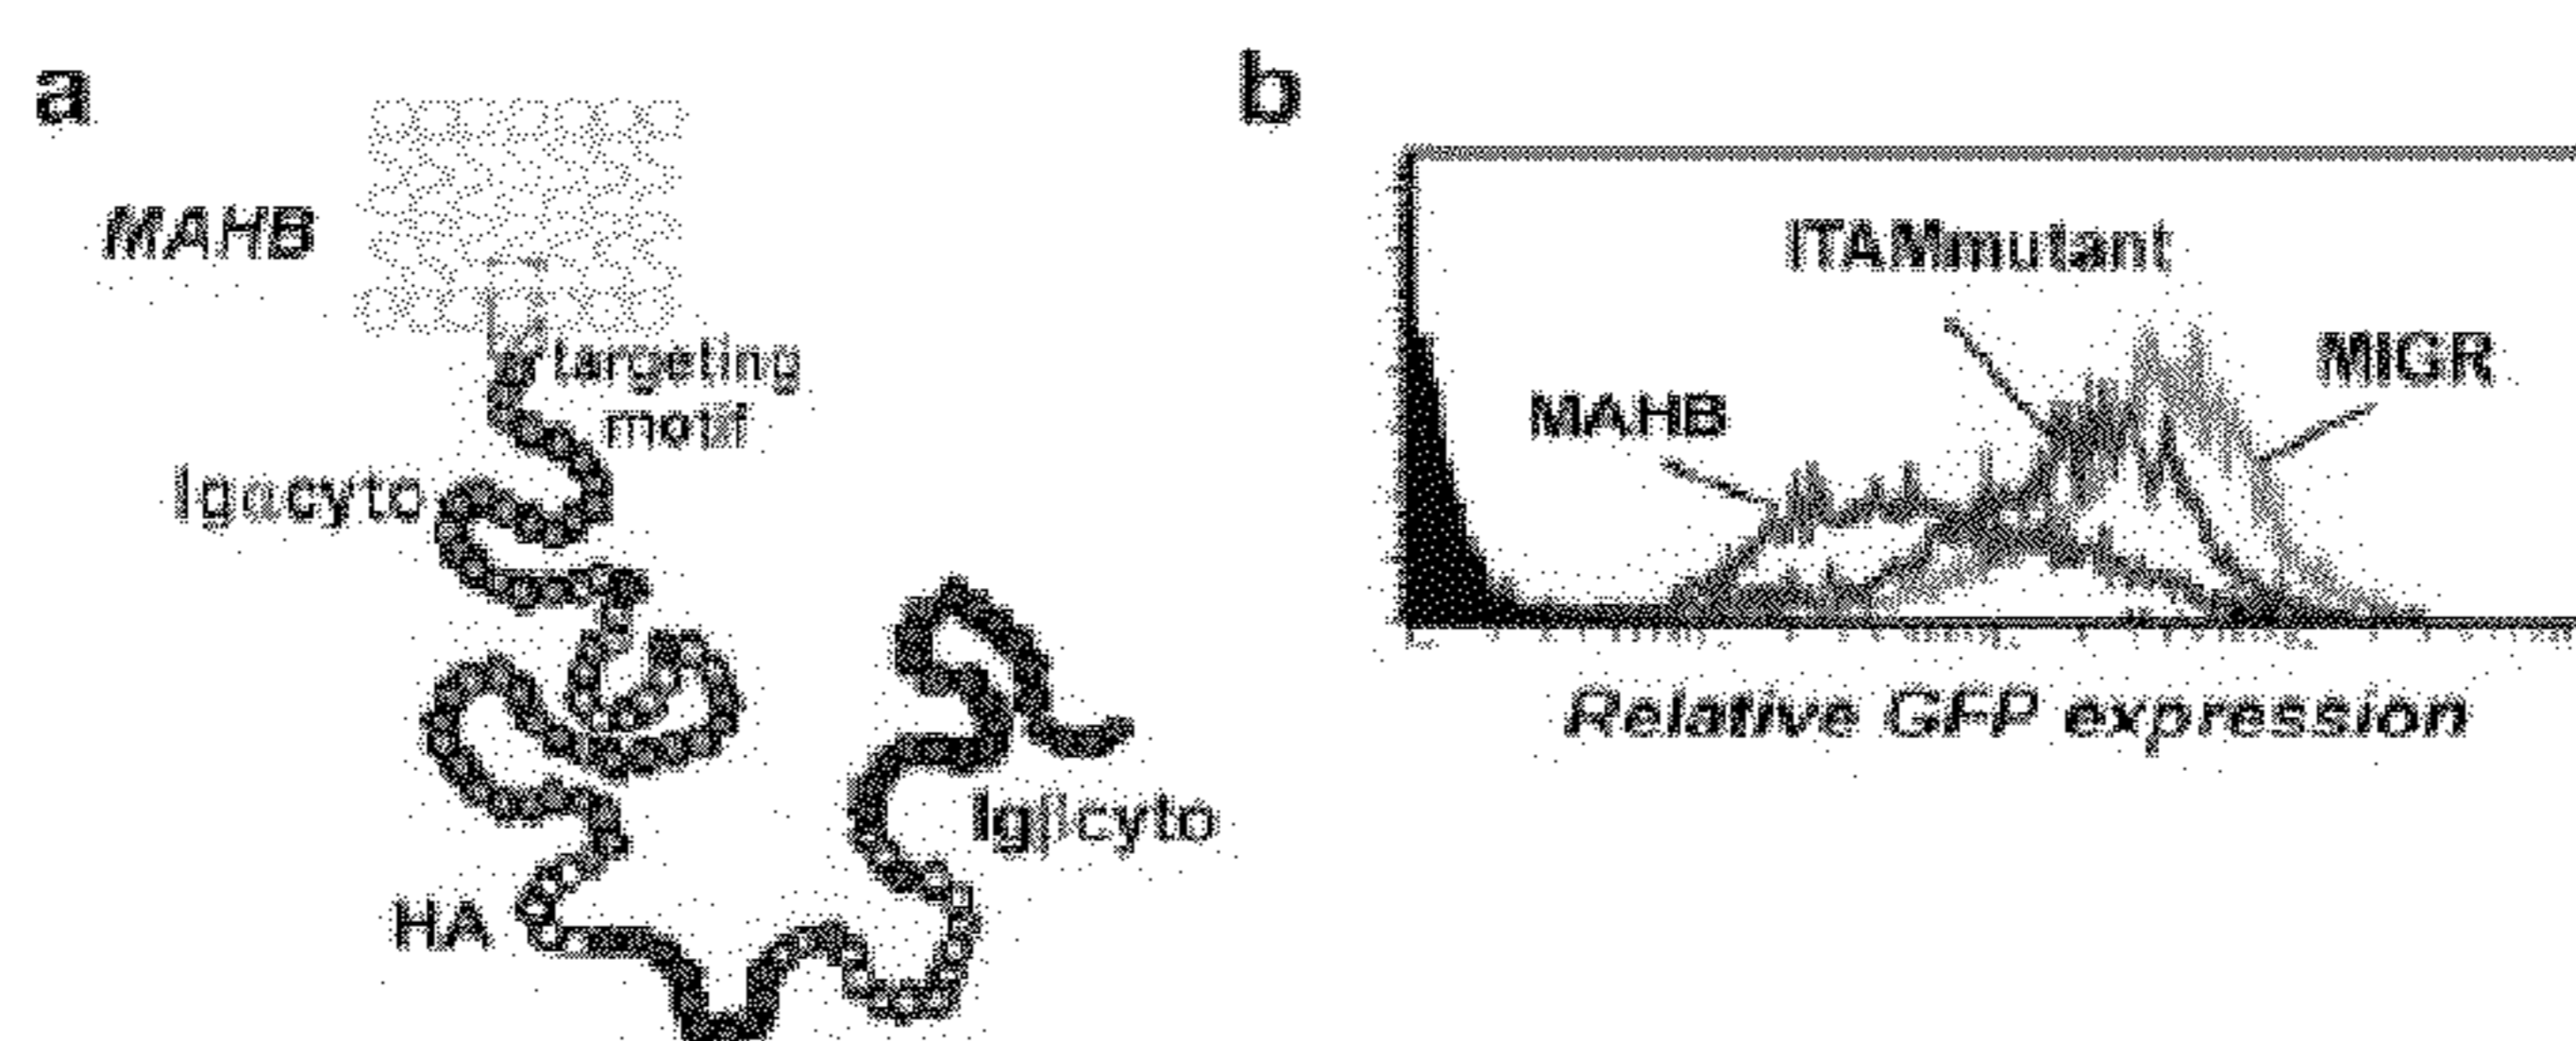 a
MAHB
targeting
motif
Igαcyto
Igβcyto
HA
b
ITAMmutant
MIGR
MAHB
Relative GFP expression